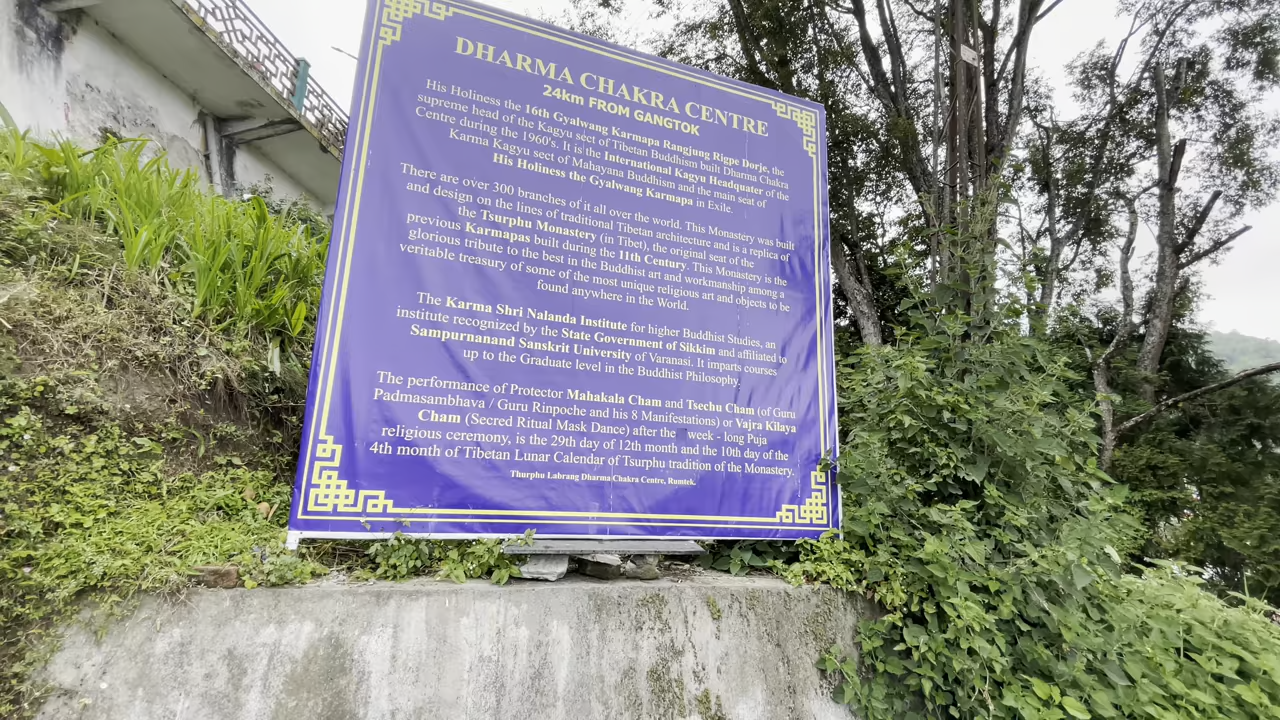 DHARMA CHAKRA CENTRE
24km FROM GANGTOK
His Holiness the 16th Gyalwang Karmapa Rangjung Rigpe Dorje, the
supreme head of the Kagyu sect of Tibetan Buddhism built Dharma Chakra
Centre during the 1960's. It is the International Kagyu Headquater of the
Karma Kagyu sect of Mahayana Buddhism and the main seat of
His Holiness the Gyalwang Karmapa in Exile.
There are over 300 branches of it all over the world. This Monastery was built
and design on the lines of traditional Tibetan architecture and is a replica of
the Tsurphu Monastery (in Tibet), the original seat of the
previous Karmapas built during the 11th Century. This Monastery is the
glorious tribute to the best in the Buddhist art and workmanship among a
veritable treasury of some of the most unique religious art and objects to be
found anywhere in the World.
The Karma Shri Nalanda Institute for higher Buddhist Studies, an
institute recognized by the State Government of Sikkim and affiliated to
Sampurnanand Sanskrit University of Varanasi. It imparts courses
up to the Graduate level in the Buddhist Philosophy.
The performance of Protector Mahakala Cham and Tsechu Cham (of Guru
Padmasambhava / Guru Rinpoche and his 8 Manifestations) or Vajra Kilaya
Cham (Secred Ritual Mask Dance) after the week - long Puja
religious ceremony, is the 29th day of 12th month and the 10th day of the
4th month of Tibetan Lunar Calendar of Tsurphu tradition of the Monastery.
Thurphu Labrang Dharma Chakra Centre, Rumtek.